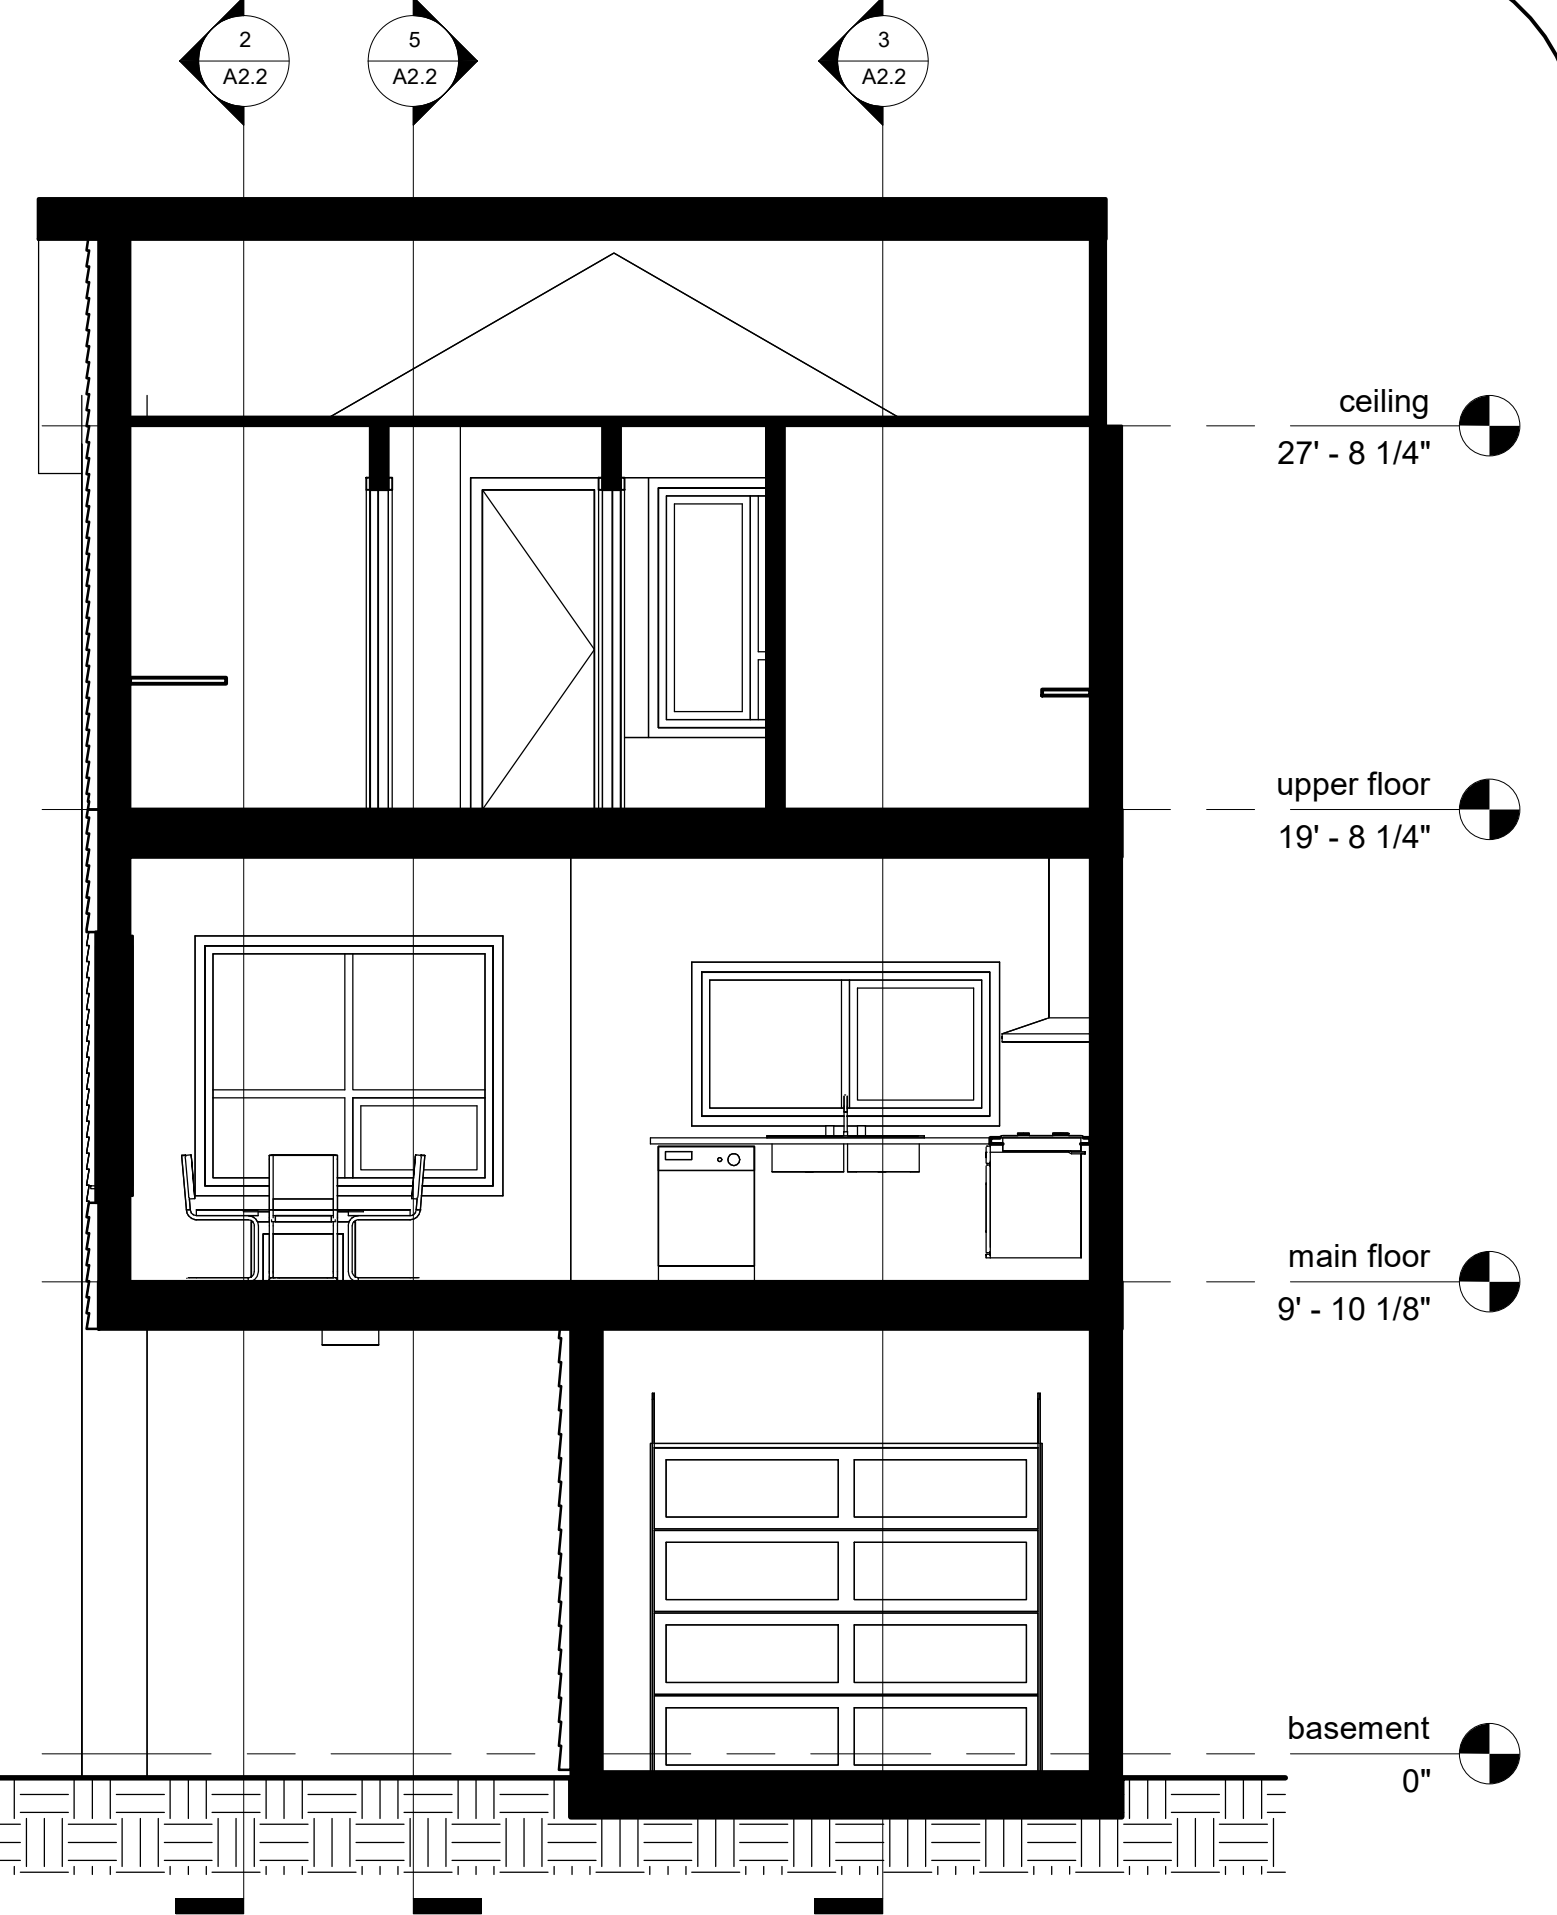 2
A2.2
5
A2.2
3
A2.2
ceiling
27' - 8 1/4"
upper floor
19' - 8 1/4"
main floor
9' - 10 1/8"
basement
0"